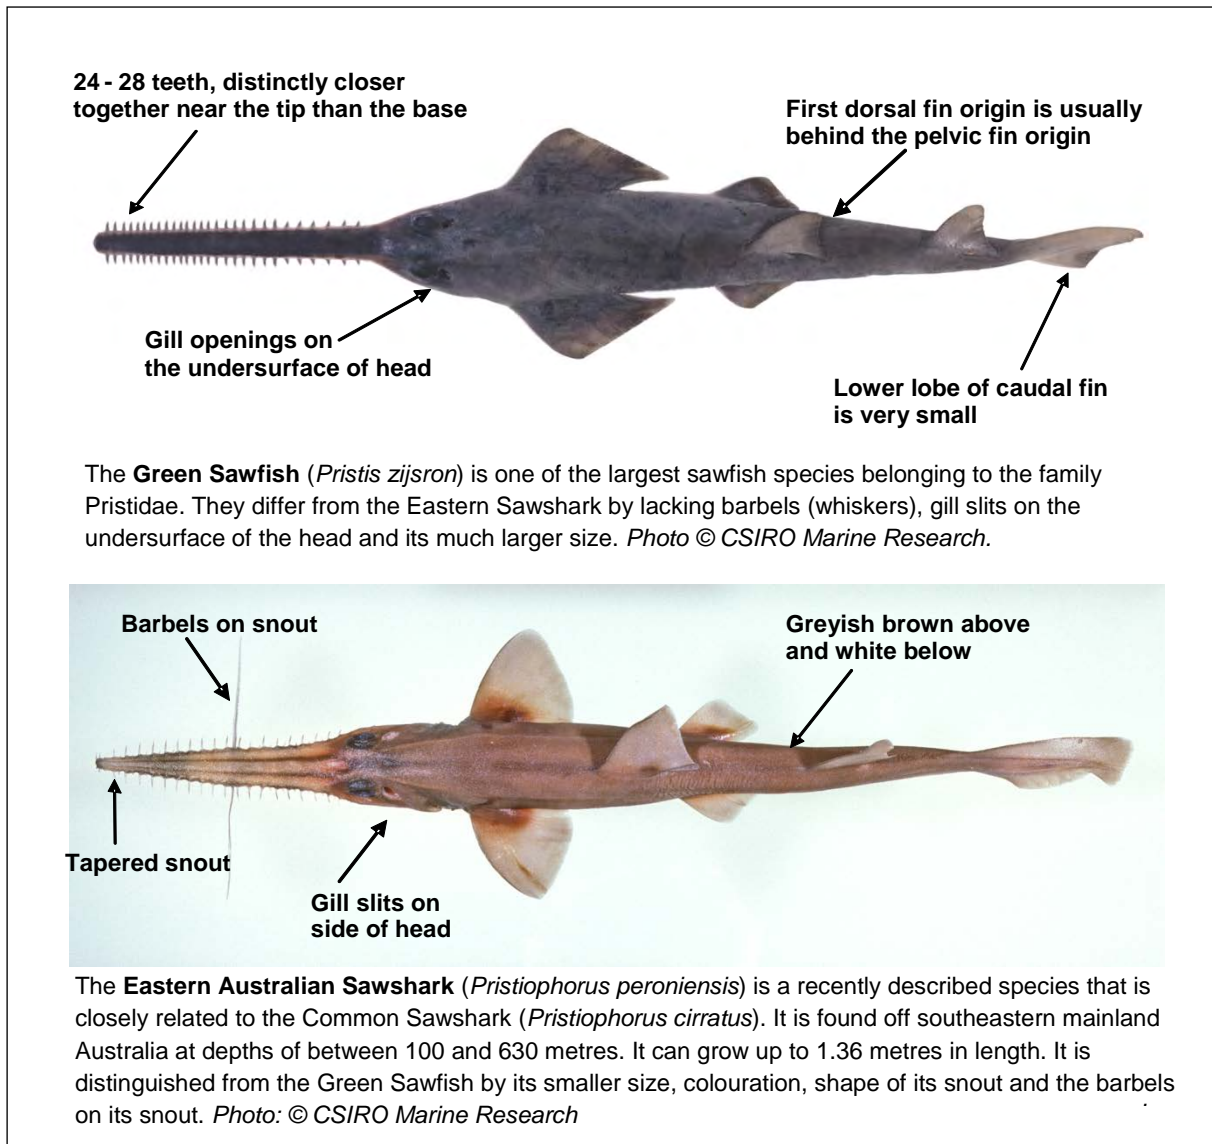 24 - 28 teeth, distinctly closer
together near the tip than the base
First dorsal fin origin is usually
behind the pelvic fin origin
Gill openings on
the undersurface of head
Lower lobe of caudal fin
is very small
The Green Sawfish (Pristis zijsron) is one of the largest sawfish species belonging to the family
Pristidae. They differ from the Eastern Sawshark by lacking barbels (whiskers), gill slits on the
undersurface of the head and its much larger size. Photo © CSIRO Marine Research.
Barbels on snout
Greyish brown above
and white below
Tapered snout
Gill slits on
side of head
The Eastern Australian Sawshark (Pristiophorus peroniensis) is a recently described species that is
closely related to the Common Sawshark (Pristiophorus cirratus). It is found off southeastern mainland
Australia at depths of between 100 and 630 metres. It can grow up to 1.36 metres in length. It is
distinguished from the Green Sawfish by its smaller size, colouration, shape of its snout and the barbels
on its snout. Photo: © CSIRO Marine Research